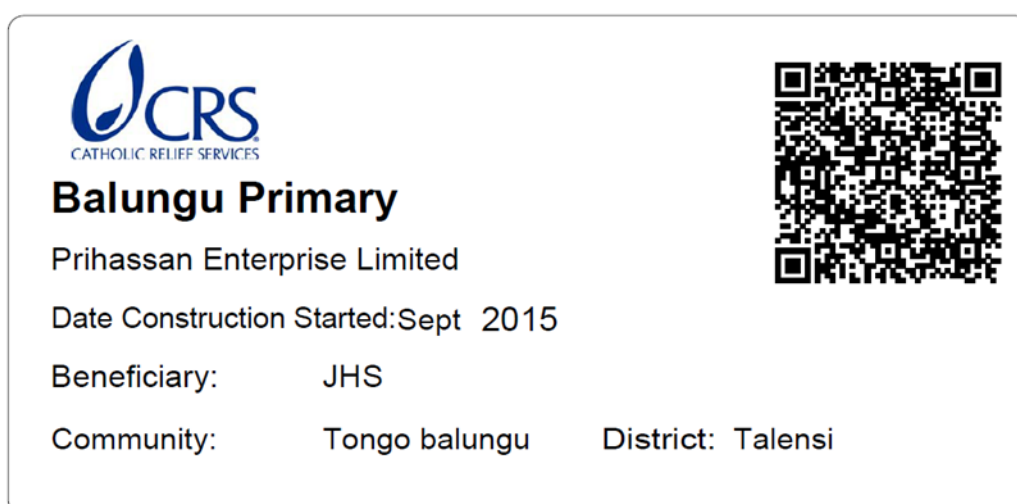 CRS
CATHOLIC RELIEF SERVICES
Balungu Primary
Prihassan Enterprise Limited
Date Construction Started:Sept 2015
Beneficiary: JHS
Community: Tongo balungu District: Talensi